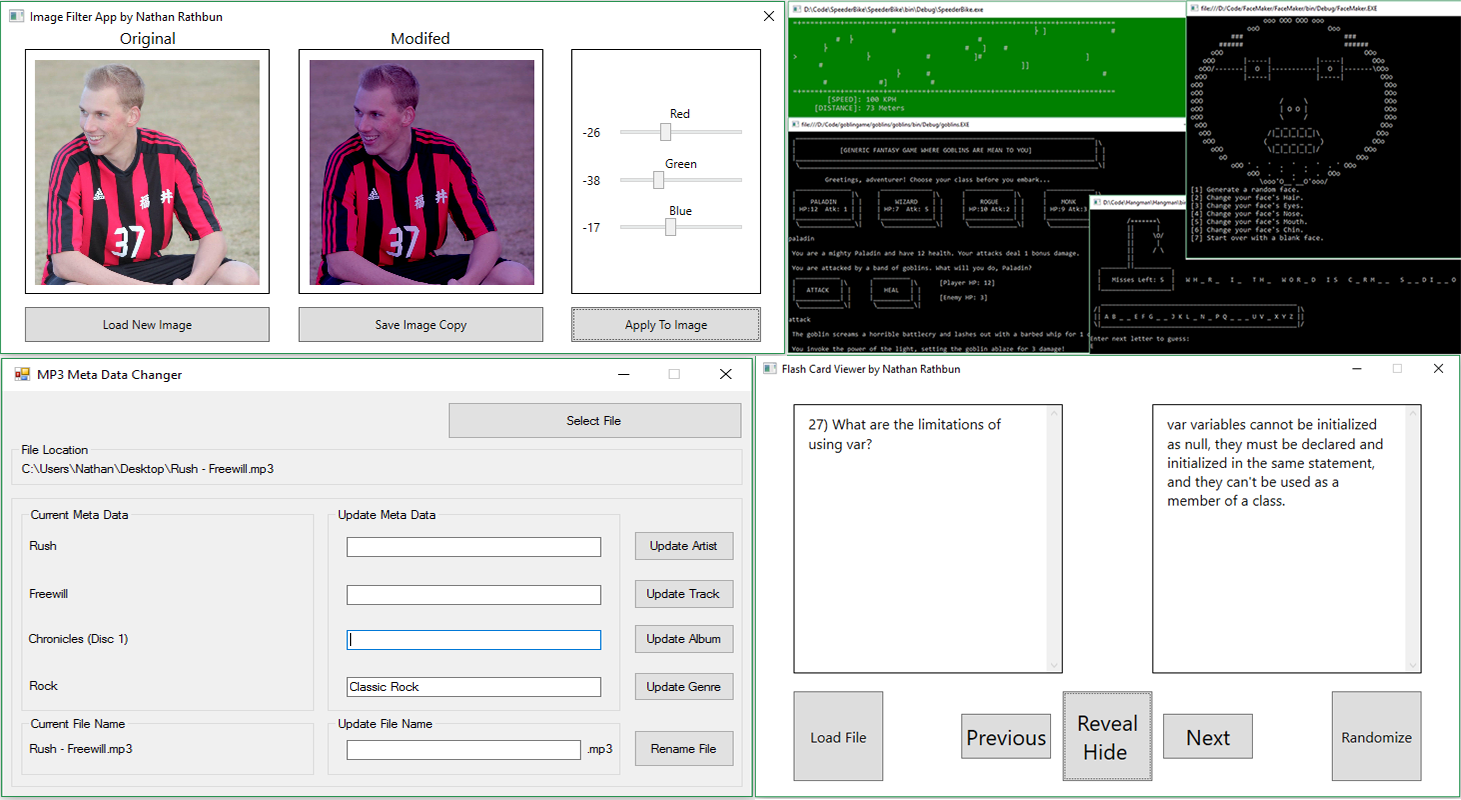 Image Filter App by Nathan Rathbun
Original
Modifed
福井
37
福井
37
Red
-26
Green
-38
Blue
-17
Load New Image
Save Image Copy
Apply To Image
D:\Code\SpeederBike\SpeederBike\bin\Debug\SpeederBike.exe
[SPEED]: 100 KPH
[DISTANCE]: 73 Meters
file:///D:/Code/goblingame/goblins/goblins/bin/Debug/goblins.EXE
[GENERIC FANTASY GAME WHERE GOBLINS ARE MEAN TO YOU]
Greetings, adventurer! Choose your class before you embark...
PALADIN WIZARD ROGUE MONK
HP:12 Atk: 1 HP:7 Atk: 5 HP:10 Atk:2 HP:9 Atk:3
paladin
You are a mighty Paladin and have 12 health. Your attacks deal 1 bonus damage.
You are attacked by a band of goblins. What will you do, Paladin?
ATTACK HEAL [Player HP: 12]
[Enemy HP: 3]
attack
The goblin screams a horrible battlecry and lashes out with a barbed whip for 1
You invoke the power of the light, setting the goblin ablaze for 3 damage!
file:///D:/Code/FaceMaker/FaceMaker/bin/Debug/FaceMaker.EXE
[1] Generate a random face.
[2] Change your face's Hair.
[3] Change your face's Eyes.
[4] Change your face's Nose.
[5] Change your face's Mouth.
[6] Change your face's Chin.
[7] Start over with a blank face.
D:\Code\Hangman\Hangman\bin
Misses Left: 5 W H _ R _ I _ T H _ W O R _ D I S C _ R M _ S _ _ D I _ _ O
A B _ _ E F G _ _ J K L _ N _ P Q _ _ _ U V _ X Y Z
Enter next letter to guess:
MP3 Meta Data Changer
Select File
File Location
C:\Users\Nathan\Desktop\Rush - Freewill.mp3
Current Meta Data
Update Meta Data
Rush
Update Artist
Freewill
Update Track
Chronicles (Disc 1)
Update Album
Rock
Classic Rock
Update Genre
Current File Name
Update File Name
Rush - Freewill.mp3
.mp3
Rename File
Flash Card Viewer by Nathan Rathbun
27) What are the limitations of
using var?
var variables cannot be initialized
as null, they must be declared and
initialized in the same statement,
and they can't be used as a
member of a class.
Load File
Previous
Reveal
Hide
Next
Randomize